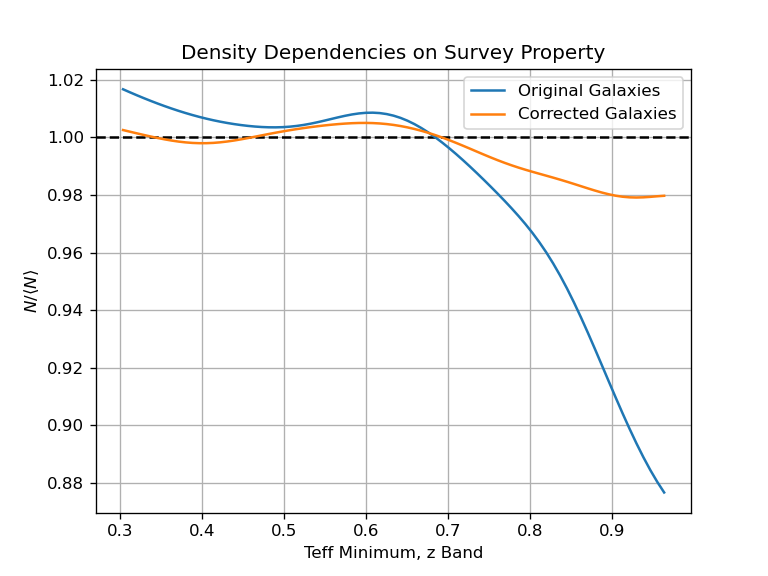 Density Dependencies on Survey Property
Original Galaxies
Corrected Galaxies
1.02
1.00
0.98
0.96
0.94
0.92
0.90
0.88
N/⟨N⟩
0.3 0.4 0.5 0.6 0.7 0.8 0.9
Teff Minimum, z Band